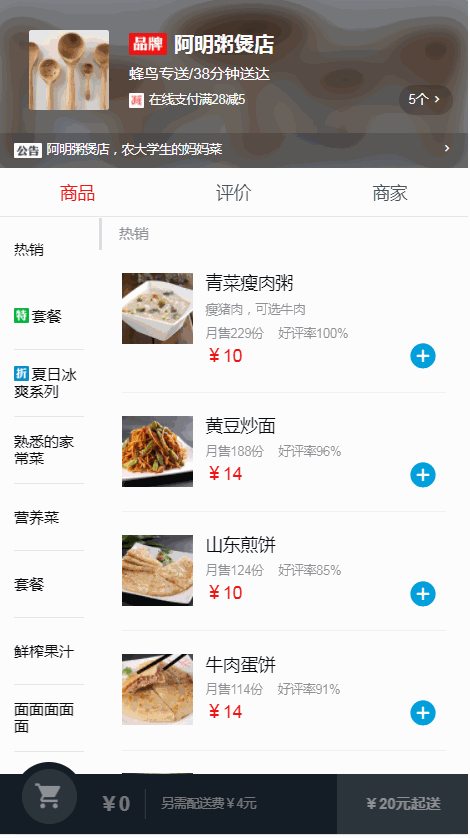 品牌 阿明粥煲店
蜂鸟专送/38分钟送达
减 在线支付满28减5
5个 >
公告 阿明粥煲店，农大学生的妈妈菜 >
商品 评价 商家
热销
特 套餐
折 夏日冰
爽系列
熟悉的家
常菜
营养菜
套餐
鲜榨果汁
面面面面
面
热销
青菜瘦肉粥
瘦猪肉，可选牛肉
月售229份 好评率100%
￥10
黄豆炒面
月售188份 好评率96%
￥14
山东煎饼
月售124份 好评率85%
￥10
牛肉蛋饼
月售114份 好评率91%
￥14
￥0 另需配送费￥4元 ￥20元起送